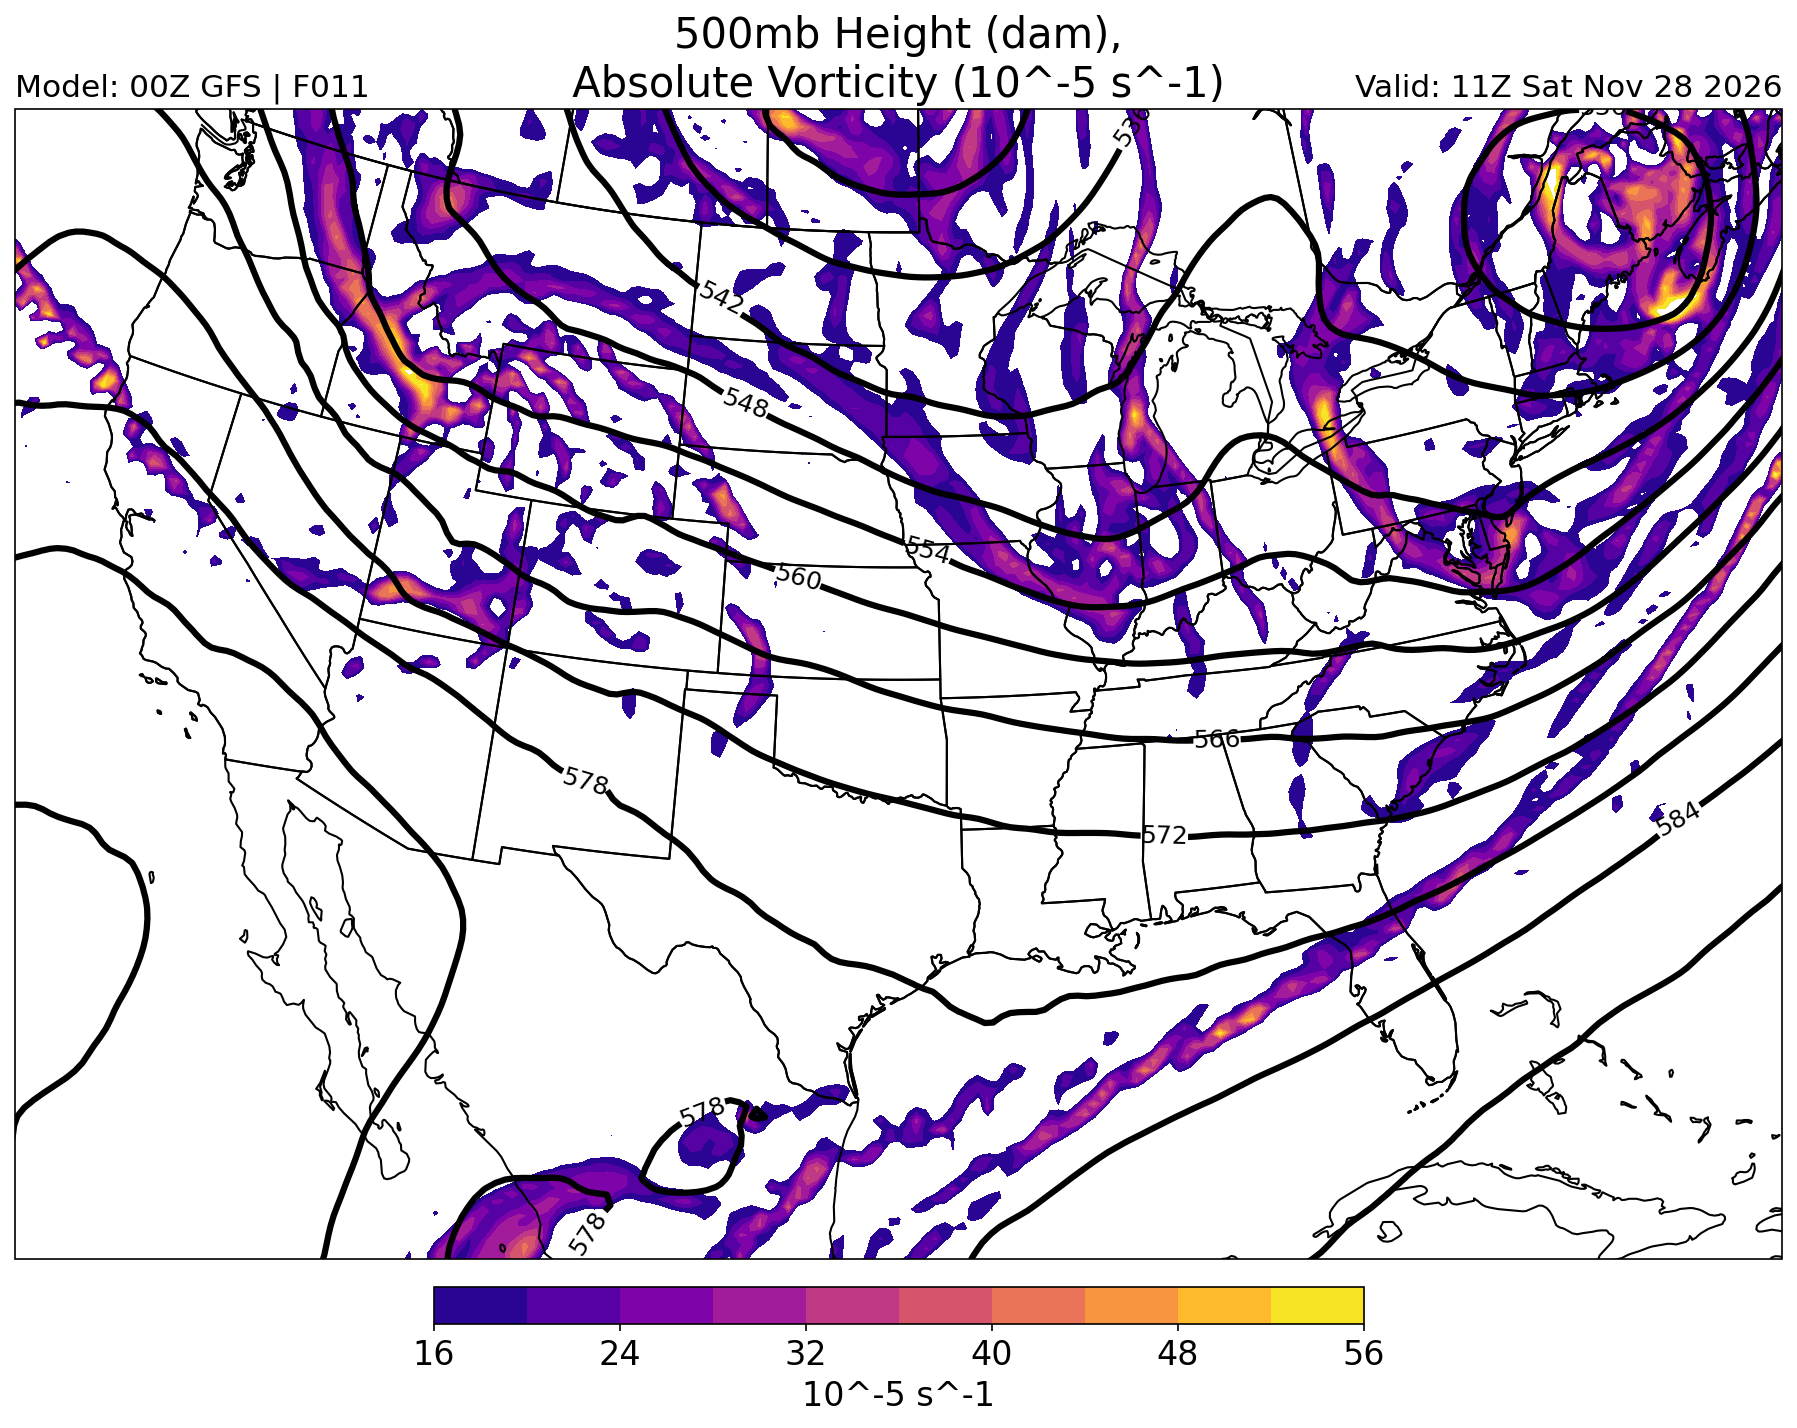 500mb Height (dam),
Absolute Vorticity (10^-5 s^-1)
Model: 00Z GFS | F011
Valid: 11Z Sat Nov 28 2026
536
542
548
554
560
566
578
572
584
578
578
16 24 32 40 48 56
10^-5 s^-1